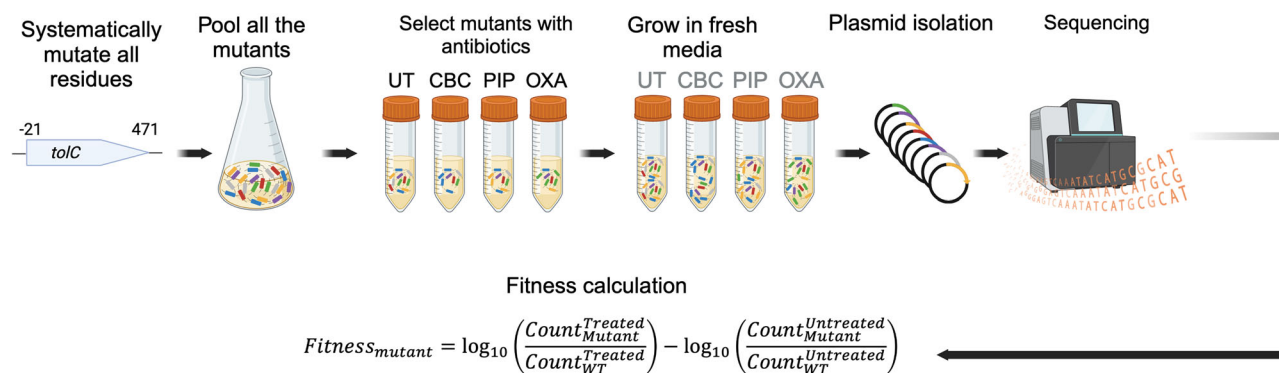 Systematically
mutate all
residues
-21 471
tolC
Pool all the
mutants
Select mutants with
antibiotics
UT CBC PIP OXA
Grow in fresh
media
UT CBC PIP OXA
Plasmid isolation
Sequencing
Fitness calculation
Fitness_mutant = log₁₀ (Count_Mutant^Treated / Count_WT^Treated) − log₁₀ (Count_Mutant^Untreated / Count_WT^Untreated)